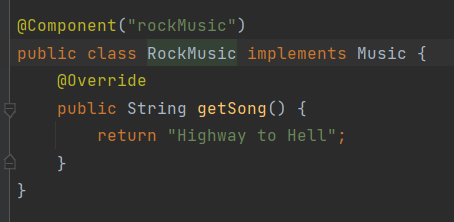 @Component("rockMusic")
public class RockMusic implements Music {
    @Override
    public String getSong() {
        return "Highway to Hell";
    }
}